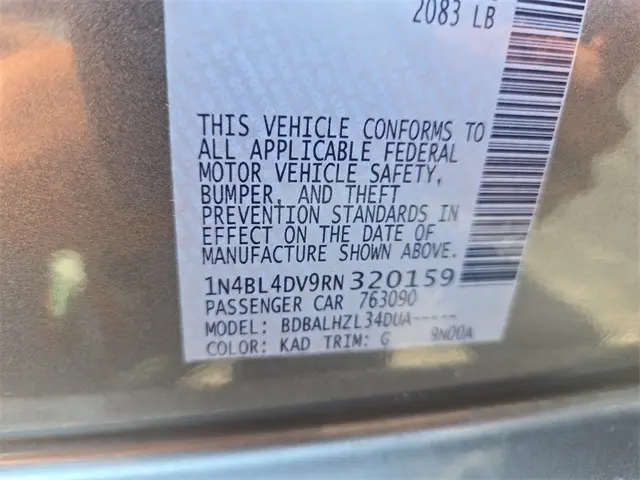 2083 LB
THIS VEHICLE CONFORMS TO
ALL APPLICABLE FEDERAL
MOTOR VEHICLE SAFETY,
BUMPER, AND THEFT
PREVENTION STANDARDS IN
EFFECT ON THE DATE OF
MANUFACTURE SHOWN ABOVE.
1N4BL4DV9RN320159
PASSENGER CAR 763090
MODEL: BDBALHZL34DUA-----
COLOR: KAD TRIM: G 9N00A